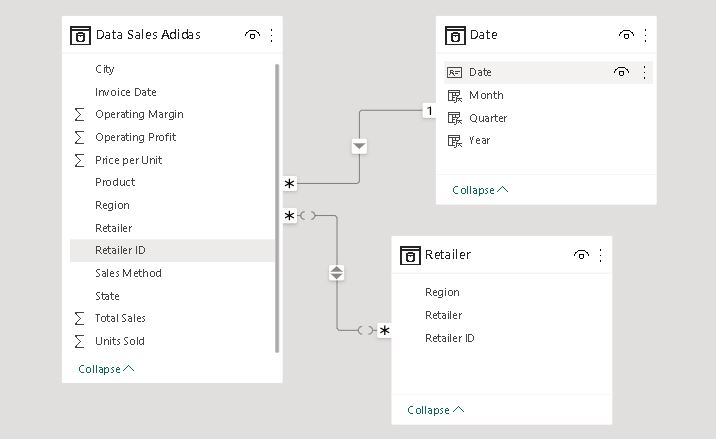 Data Sales Adidas
City
Invoice Date
Operating Margin
Operating Profit
Price per Unit
Product
Region
Retailer
Retailer ID
Sales Method
State
Total Sales
Units Sold
Collapse
Date
Date
Month
Quarter
Year
Collapse
1
*
*
*
Retailer
Region
Retailer
Retailer ID
Collapse